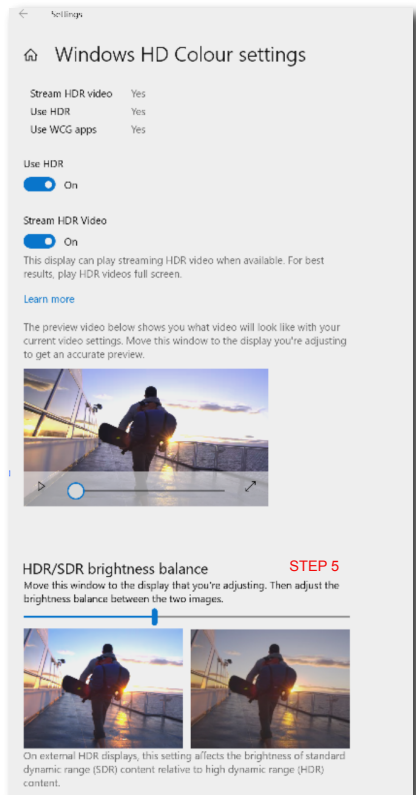 Settings
Windows HD Colour settings
Stream HDR video Yes
Use HDR Yes
Use WCG apps Yes
Use HDR
On
Stream HDR Video
On
This display can play streaming HDR video when available. For best
results, play HDR videos full screen.
Learn more
The preview video below shows you what video will look like with your
current video settings. Move this window to the display you're adjusting
to get an accurate preview.
HDR/SDR brightness balance STEP 5
Move this window to the display that you're adjusting. Then adjust the
brightness balance between the two images.
On external HDR displays, this setting affects the brightness of standard
dynamic range (SDR) content relative to high dynamic range (HDR)
content.